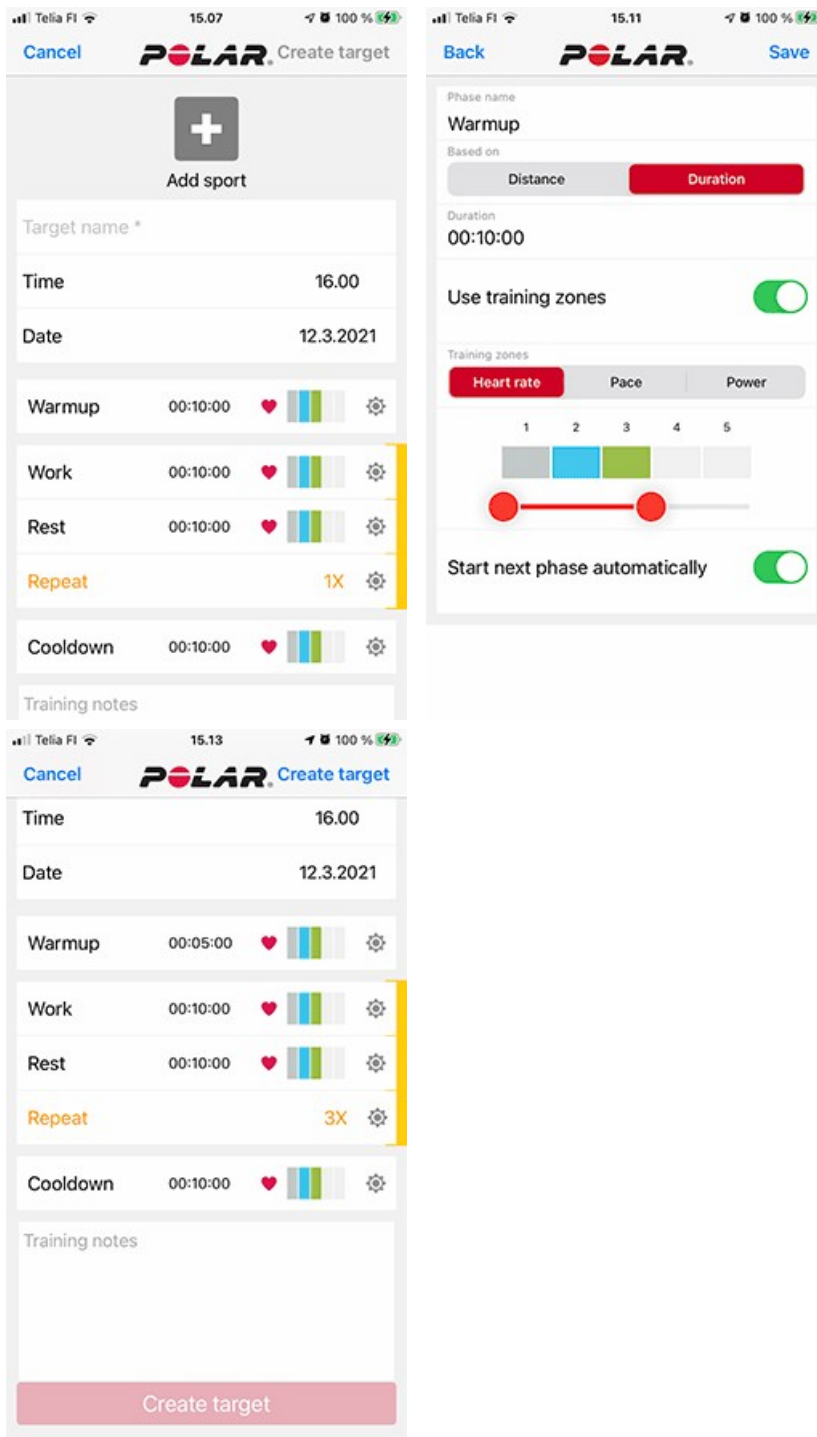 Telia FI 15.07 100 %
Cancel POLAR® Create target
Add sport
Target name *
Time 16.00
Date 12.3.2021
Warmup 00:10:00
Work 00:10:00
Rest 00:10:00
Repeat 1X
Cooldown 00:10:00
Training notes
Telia FI 15.11 100 %
Back POLAR® Save
Phase name
Warmup
Based on
Distance Duration
Duration
00:10:00
Use training zones
Training zones
Heart rate Pace Power
1 2 3 4 5
Start next phase automatically
Telia FI 15.13 100 %
Cancel POLAR® Create target
Time 16.00
Date 12.3.2021
Warmup 00:05:00
Work 00:10:00
Rest 00:10:00
Repeat 3X
Cooldown 00:10:00
Training notes
Create target